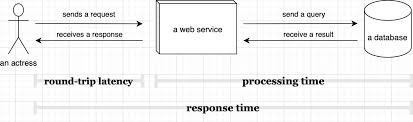 sends a request
send a query
a web service
receives a response
receive a result
a database
an actress
round-trip latency
processing time
response time